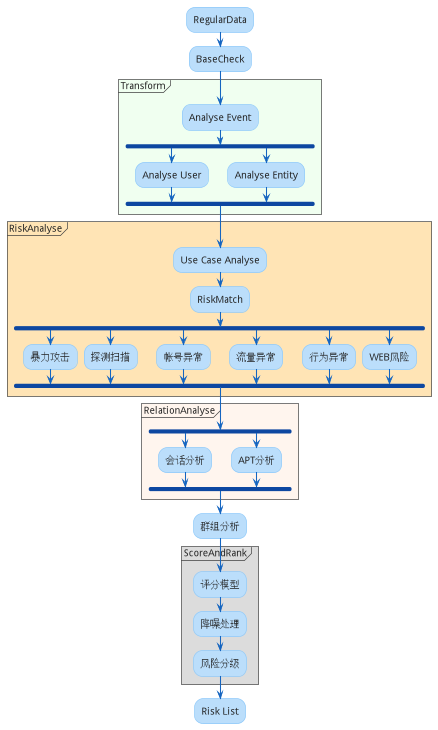 RegularData
BaseCheck
Transform
Analyse Event
Analyse User
Analyse Entity
RiskAnalyse
Use Case Analyse
RiskMatch
暴力攻击
探测扫描
帐号异常
流量异常
行为异常
WEB风险
RelationAnalyse
会话分析
APT分析
群组分析
ScoreAndRank
评分模型
降噪处理
风险分级
Risk List